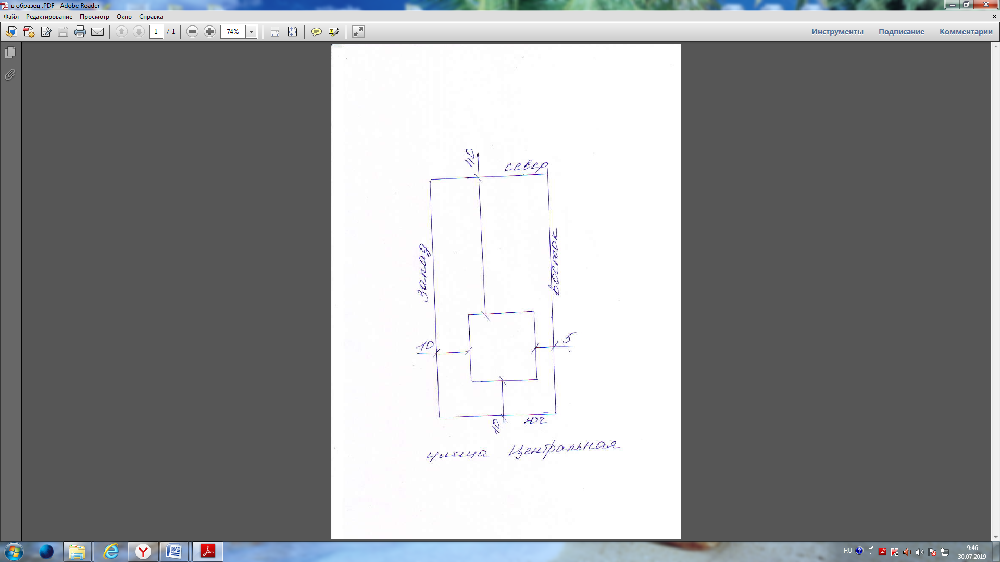 в образец .PDF - Adobe Reader
Файл Редактирование Просмотр Окно Справка
1 / 1 74% Инструменты Подписание Комментарии
40
север
запад
восток
10
5
10
юг
улица Центральная
RU
9:46
30.07.2019